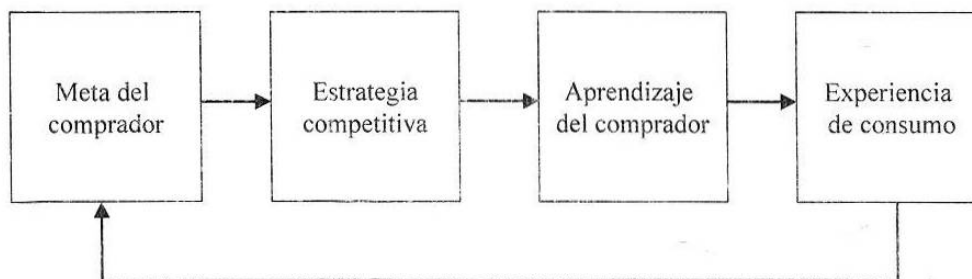 Meta del
comprador
Estrategia
competitiva
Aprendizaje
del comprador
Experiencia
de consumo